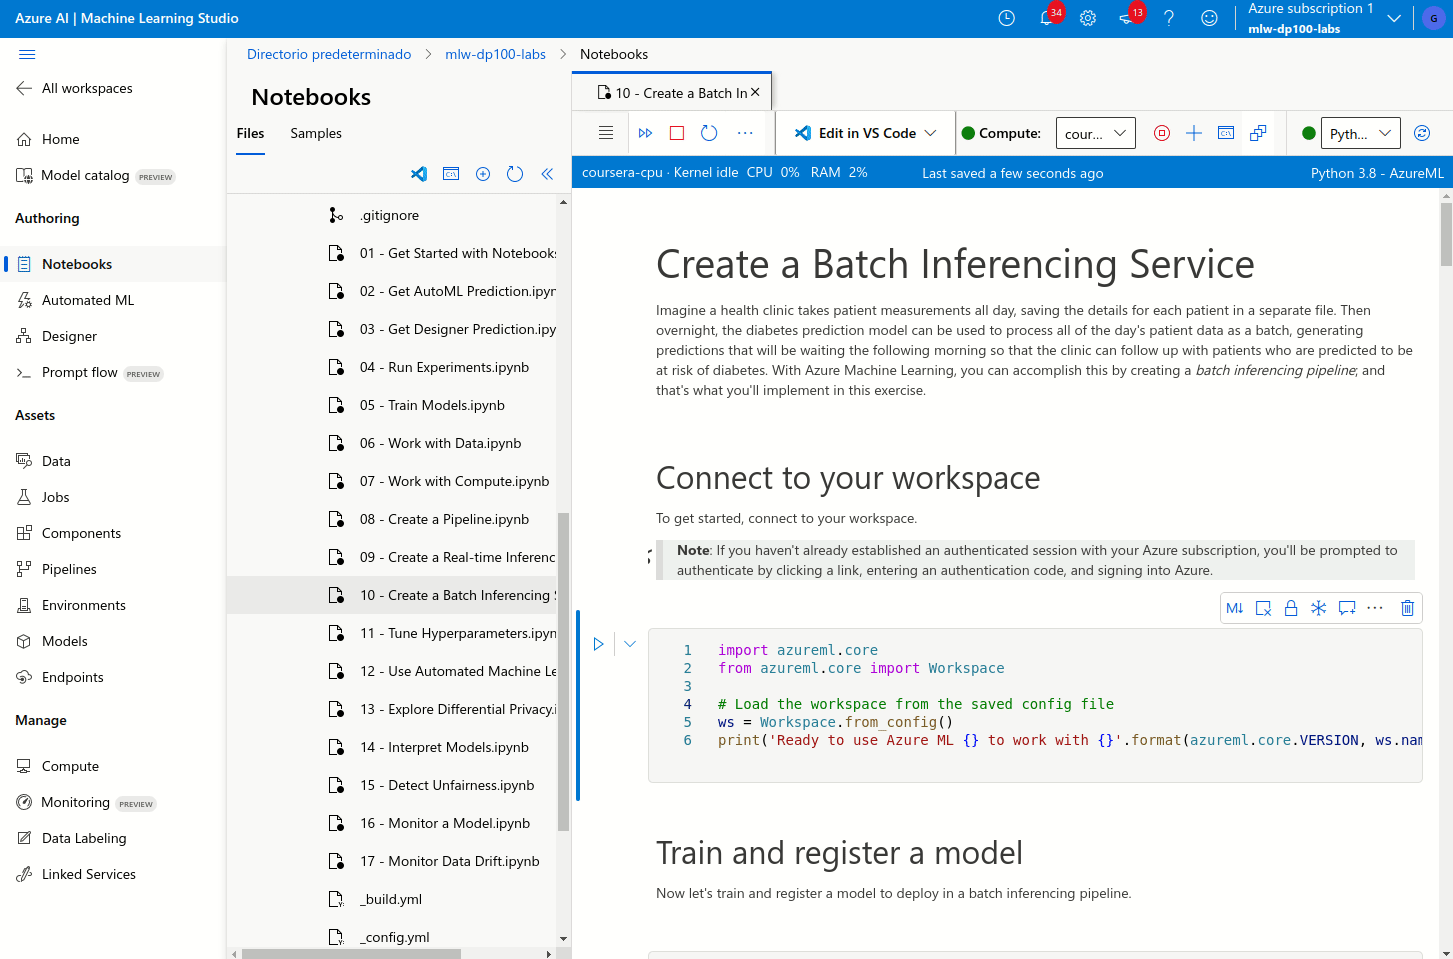 Azure AI | Machine Learning Studio
34
13
Azure subscription 1
mlw-dp100-labs
G
All workspaces
Home
Model catalog PREVIEW
Authoring
Notebooks
Automated ML
Designer
Prompt flow PREVIEW
Assets
Data
Jobs
Components
Pipelines
Environments
Models
Endpoints
Manage
Compute
Monitoring PREVIEW
Data Labeling
Linked Services
Directorio predeterminado
mlw-dp100-labs
Notebooks
Notebooks
Files
Samples
.gitignore
01 - Get Started with Notebooks
02 - Get AutoML Prediction.ipyn
03 - Get Designer Prediction.ipy
04 - Run Experiments.ipynb
05 - Train Models.ipynb
06 - Work with Data.ipynb
07 - Work with Compute.ipynb
08 - Create a Pipeline.ipynb
09 - Create a Real-time Inferenc
10 - Create a Batch Inferencing S
11 - Tune Hyperparameters.ipyn
12 - Use Automated Machine Le
13 - Explore Differential Privacy.i
14 - Interpret Models.ipynb
15 - Detect Unfairness.ipynb
16 - Monitor a Model.ipynb
17 - Monitor Data Drift.ipynb
_build.yml
_config.yml
10 - Create a Batch In
Edit in VS Code
Compute:
cour...
Pyth...
coursera-cpu · Kernel idle CPU 0% RAM 2%
Last saved a few seconds ago
Python 3.8 - AzureML
Create a Batch Inferencing Service
Imagine a health clinic takes patient measurements all day, saving the details for each patient in a separate file. Then
overnight, the diabetes prediction model can be used to process all of the day's patient data as a batch, generating
predictions that will be waiting the following morning so that the clinic can follow up with patients who are predicted to be
at risk of diabetes. With Azure Machine Learning, you can accomplish this by creating a batch inferencing pipeline; and
that's what you'll implement in this exercise.
Connect to your workspace
To get started, connect to your workspace.
Note: If you haven't already established an authenticated session with your Azure subscription, you'll be prompted to
authenticate by clicking a link, entering an authentication code, and signing into Azure.
M↓
1 import azureml.core
2 from azureml.core import Workspace
3
4 # Load the workspace from the saved config file
5 ws = Workspace.from_config()
6 print('Ready to use Azure ML {} to work with {}'.format(azureml.core.VERSION, ws.nam
Train and register a model
Now let's train and register a model to deploy in a batch inferencing pipeline.